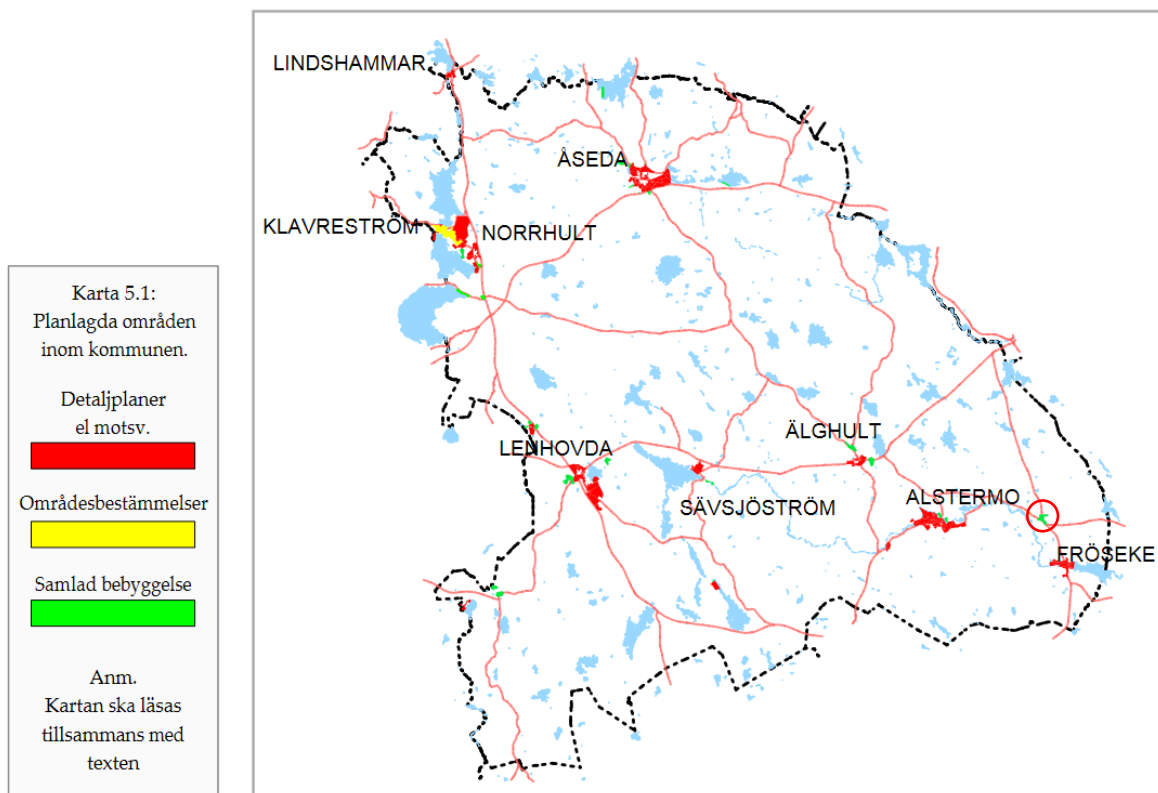 LINDSHAMMAR
ÅSEDA
KLAVRESTRÖM
NORRHULT
LENHOVDA
ÄLGHULT
SÄVSJÖSTRÖM
ALSTERMO
FRÖSEKE
Karta 5.1:
Planlagda områden
inom kommunen.
Detaljplaner
el motsv.
Områdesbestämmelser
Samlad bebyggelse
Anm.
Kartan ska läsas
tillsammans med
texten